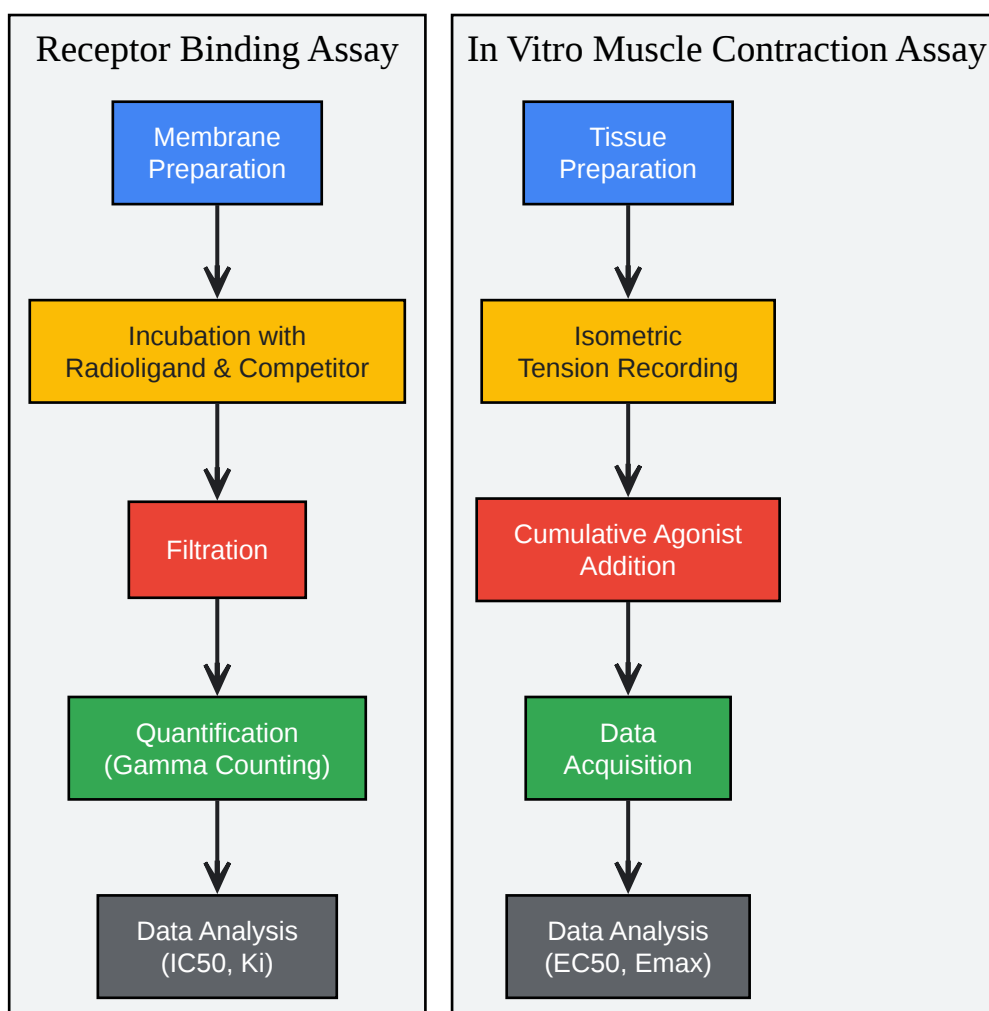 Receptor Binding Assay
Membrane
Preparation
Incubation with
Radioligand & Competitor
Filtration
Quantification
(Gamma Counting)
Data Analysis
(IC50, Ki)
In Vitro Muscle Contraction Assay
Tissue
Preparation
Isometric
Tension Recording
Cumulative Agonist
Addition
Data
Acquisition
Data Analysis
(EC50, Emax)